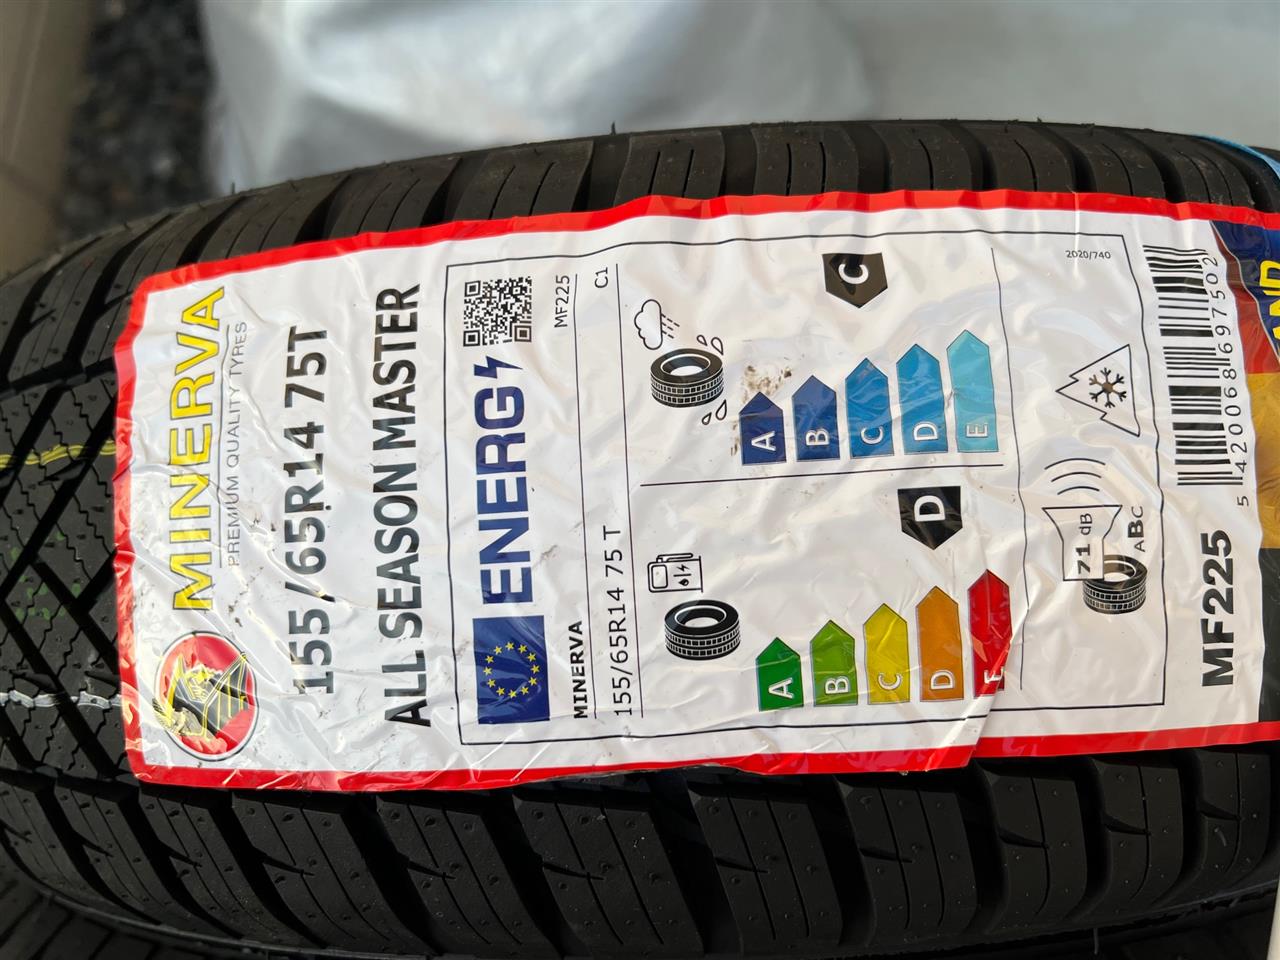 MINERVA
PREMIUM QUALITY TYRES
155/65R14 75T
ALL SEASON MASTER
ENERG
MINERVA
MF225
155/65R14 75 T
C1
A
B
C
D
E
D
A
B
C
D
E
C
71 dB
ABC
2020/740
MF225
5 420068 697502
ND